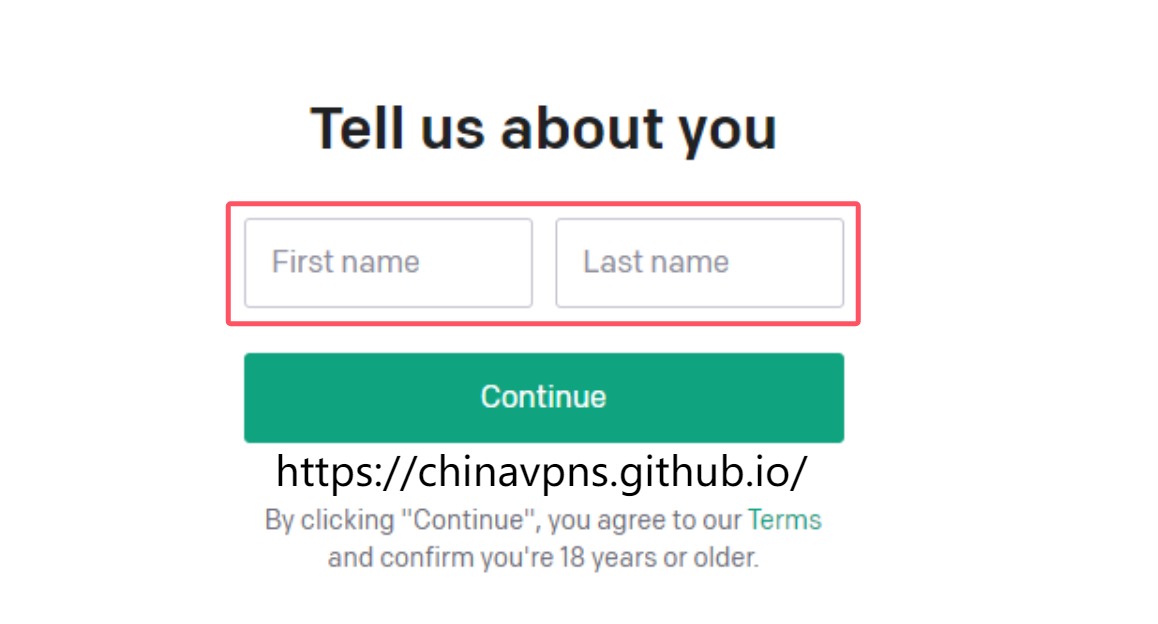 Tell us about you
First name
Last name
Continue
https://chinavpns.github.io/
By clicking "Continue", you agree to our Terms
and confirm you're 18 years or older.